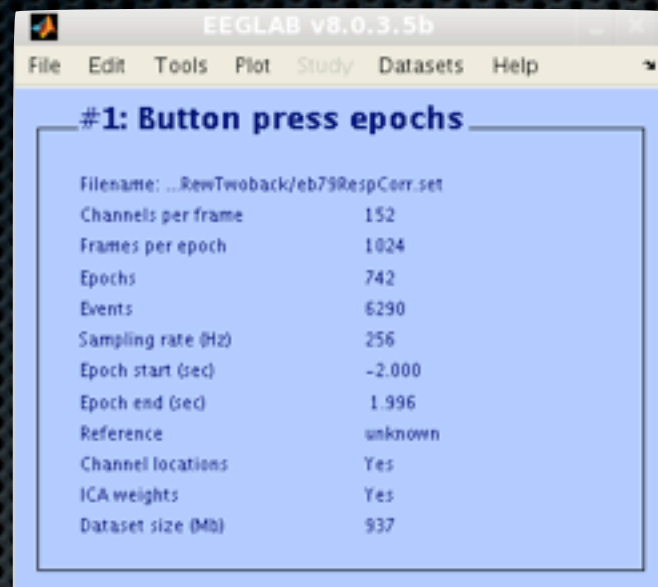 EEGLAB v8.0.3.5b
File Edit Tools Plot Study Datasets Help
#1: Button press epochs
Filename: ...RewTwoback/eb79RespCorr.set
Channels per frame 152
Frames per epoch 1024
Epochs 742
Events 6290
Sampling rate (Hz) 256
Epoch start (sec) -2.000
Epoch end (sec) 1.996
Reference unknown
Channel locations Yes
ICA weights Yes
Dataset size (Mb) 937